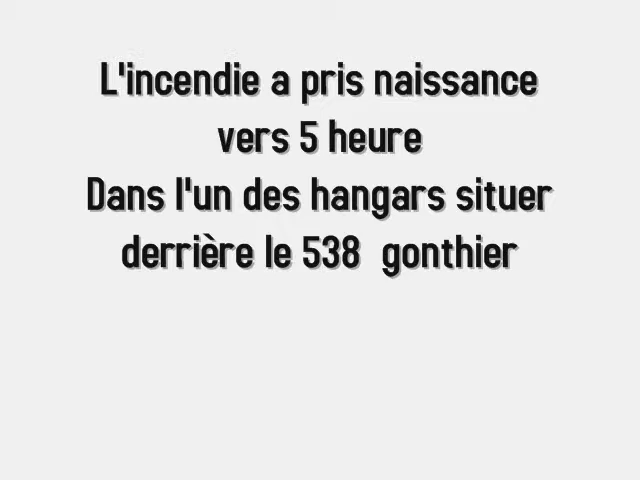 L'incendie a pris naissance
vers 5 heure
Dans l'un des hangars situer
derrière le 538 gonthier